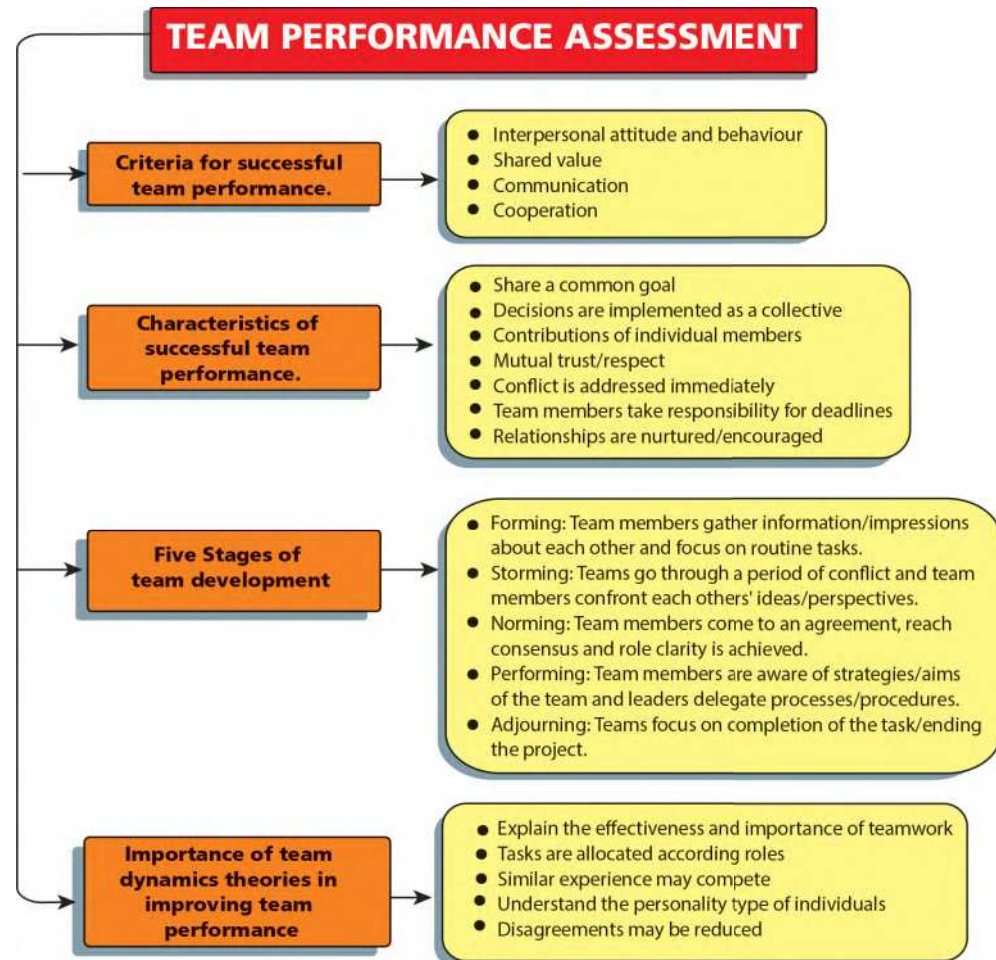 TEAM PERFORMANCE ASSESSMENT
Criteria for successful
team performance.
● Interpersonal attitude and behaviour
● Shared value
● Communication
● Cooperation
Characteristics of
successful team
performance.
● Share a common goal
● Decisions are implemented as a collective
● Contributions of individual members
● Mutual trust/respect
● Conflict is addressed immediately
● Team members take responsibility for deadlines
● Relationships are nurtured/encouraged
Five Stages of
team development
● Forming: Team members gather information/impressions
about each other and focus on routine tasks.
● Storming: Teams go through a period of conflict and team
members confront each others' ideas/perspectives.
● Norming: Team members come to an agreement, reach
consensus and role clarity is achieved.
● Performing: Team members are aware of strategies/aims
of the team and leaders delegate processes/procedures.
● Adjourning: Teams focus on completion of the task/ending
the project.
Importance of team
dynamics theories in
improving team
performance
● Explain the effectiveness and importance of teamwork
● Tasks are allocated according roles
● Similar experience may compete
● Understand the personality type of individuals
● Disagreements may be reduced